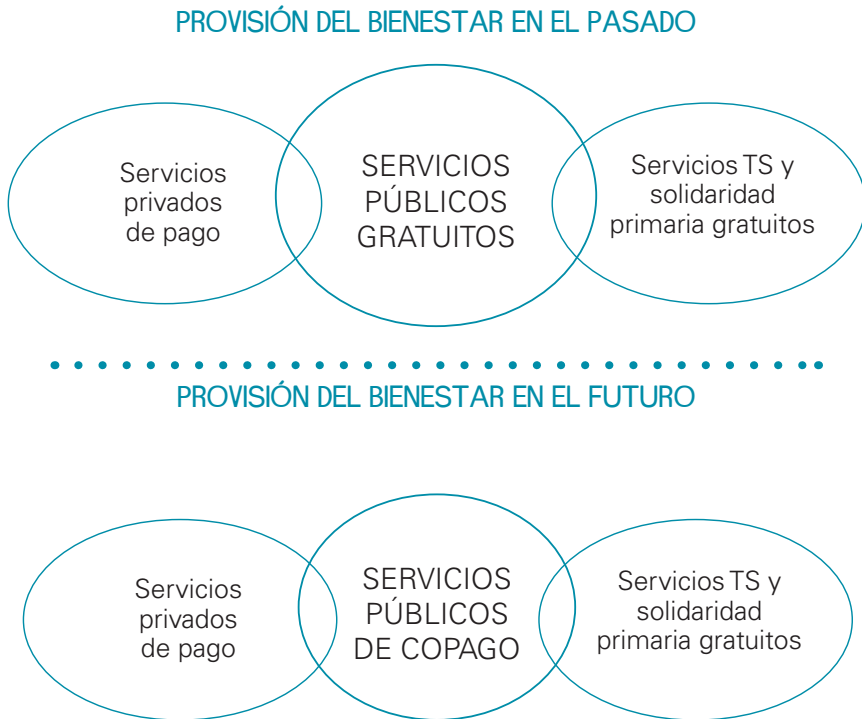 PROVISIÓN DEL BIENESTAR EN EL PASADO
Servicios
privados
de pago
SERVICIOS
PÚBLICOS
GRATUITOS
Servicios TS y
solidaridad
primaria gratuitos
PROVISIÓN DEL BIENESTAR EN EL FUTURO
Servicios
privados
de pago
SERVICIOS
PÚBLICOS
DE COPAGO
Servicios TS y
solidaridad
primaria gratuitos